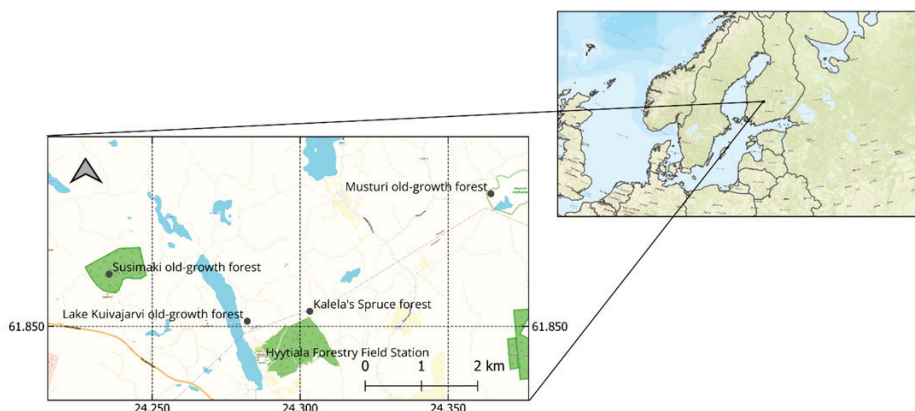 Musturi old-growth forest
Susimaki old-growth forest
Kalela's Spruce forest
Lake Kuivajarvi old-growth forest
61.850
61.850
Hyytiala Forestry Field Station
0 1 2 km
24.250 24.300 24.350